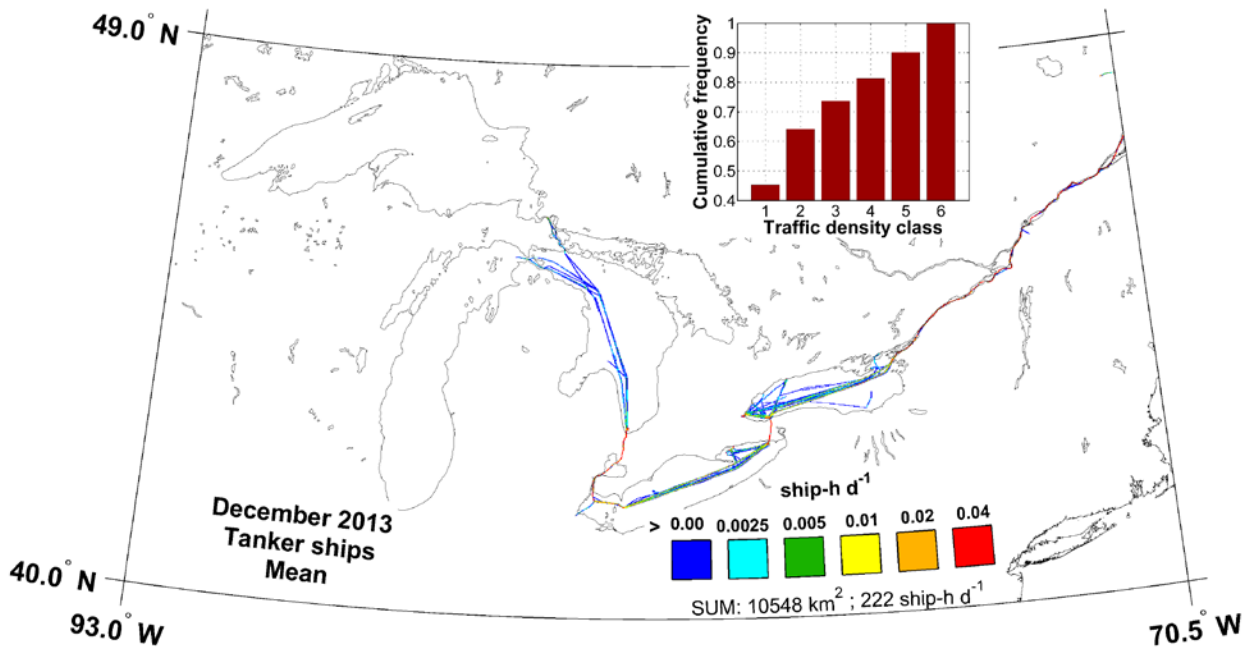 49.0° N
Cumulative frequency
1
0.9
0.8
0.7
0.6
0.5
0.4
1 2 3 4 5 6
Traffic density class
December 2013
Tanker ships
Mean
ship-h d⁻¹
> 0.00 0.0025 0.005 0.01 0.02 0.04
SUM: 10548 km² ; 222 ship-h d⁻¹
40.0° N
93.0° W
70.5° W